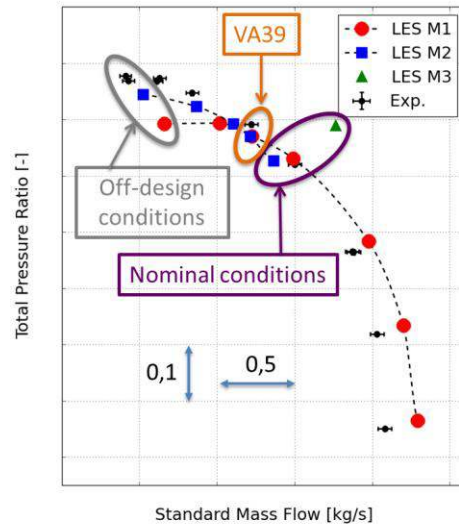 VA39
LES M1
LES M2
LES M3
Exp.
Off-design
conditions
Nominal conditions
0,1
0,5
Total Pressure Ratio [-]
Standard Mass Flow [kg/s]